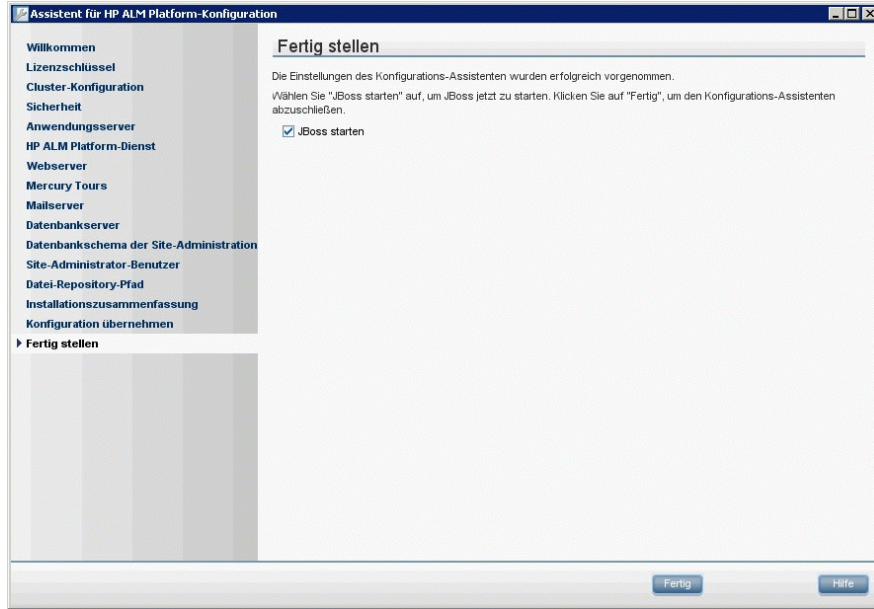 Assistent für HP ALM Platform-Konfiguration
Willkommen
Lizenzschlüssel
Cluster-Konfiguration
Sicherheit
Anwendungsserver
HP ALM Platform-Dienst
Webserver
Mercury Tours
Mailserver
Datenbankserver
Datenbankschema der Site-Administration
Site-Administrator-Benutzer
Datei-Repository-Pfad
Installationszusammenfassung
Konfiguration übernehmen
Fertig stellen
Fertig stellen
Die Einstellungen des Konfigurations-Assistenten wurden erfolgreich vorgenommen.
Wählen Sie "JBoss starten" auf, um JBoss jetzt zu starten. Klicken Sie auf "Fertig", um den Konfigurations-Assistenten
abzuschließen.
JBoss starten
Fertig
Hilfe